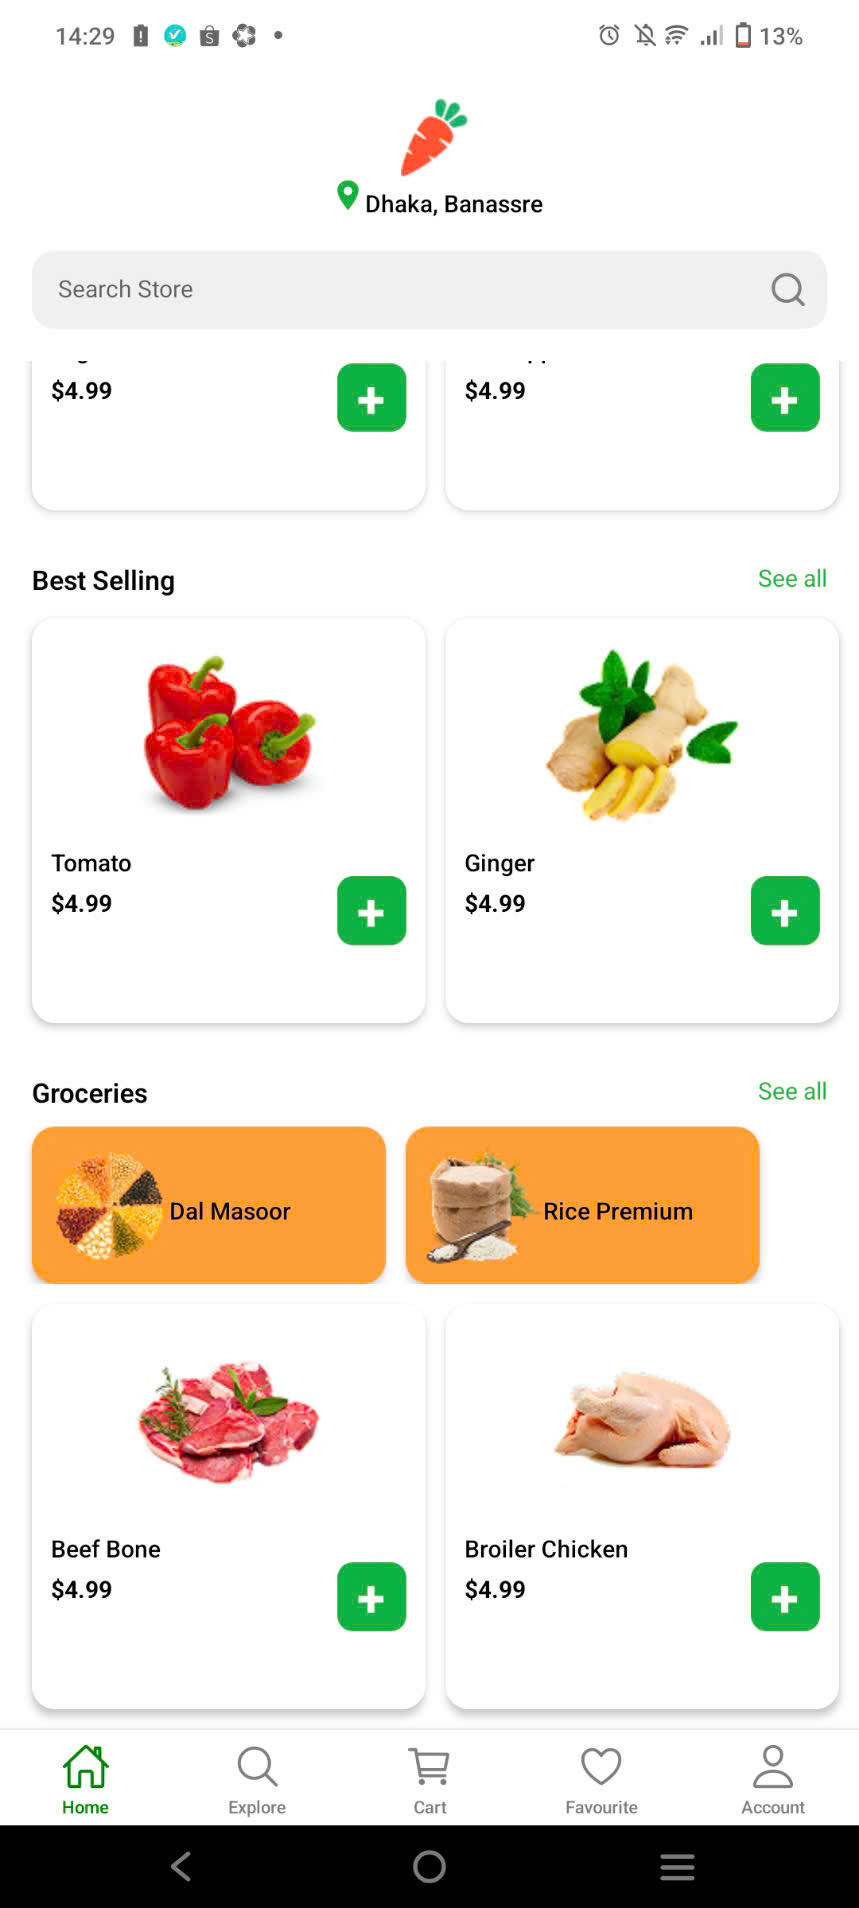 14:29
13%
Dhaka, Banassre
Search Store
$4.99
$4.99
Best Selling
See all
Tomato
$4.99
Ginger
$4.99
Groceries
See all
Dal Masoor
Rice Premium
Beef Bone
$4.99
Broiler Chicken
$4.99
Home
Explore
Cart
Favourite
Account